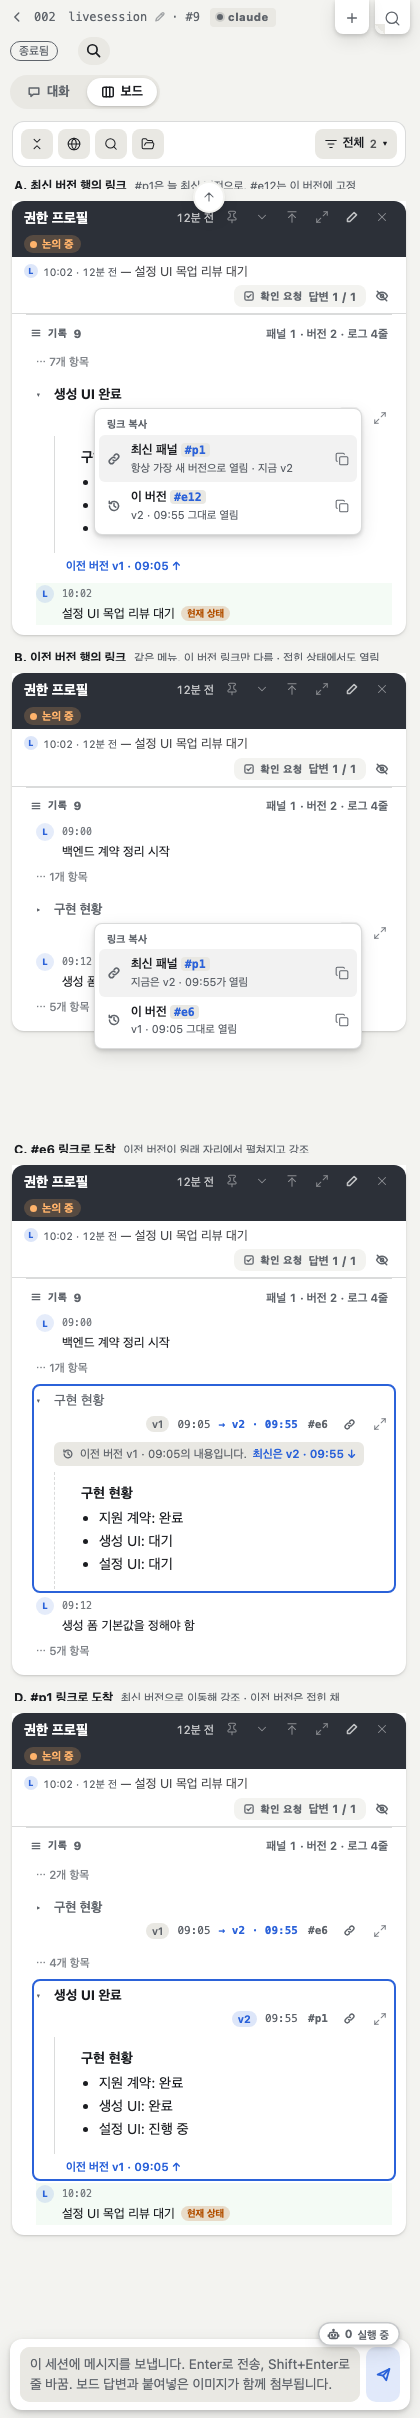 002 livesession · #9 claude
종료됨
대화 보드
전체 2
A. 최신 버전 행의 링크 #p1은 늘 최신 버전으로, #e12는 이 버전에 고정
권한 프로필 12분 전
논의 중
L 10:02 · 12분 전 — 설정 UI 목업 리뷰 대기
확인 요청 답변 1 / 1
기록 9 패널 1 · 버전 2 · 로그 4줄
··· 7개 항목
생성 UI 완료
링크 복사
최신 패널 #p1
항상 가장 새 버전으로 열림 · 지금 v2
이 버전 #e12
v2 · 09:55 그대로 열림
이전 버전 v1 · 09:05 ↑
L 10:02
설정 UI 목업 리뷰 대기 현재 상태
B. 이전 버전 행의 링크 같은 메뉴, 이 버전 링크만 다름 · 접힌 상태에서도 열림
권한 프로필 12분 전
논의 중
L 10:02 · 12분 전 — 설정 UI 목업 리뷰 대기
확인 요청 답변 1 / 1
기록 9 패널 1 · 버전 2 · 로그 4줄
L 09:00
백엔드 계약 정리 시작
··· 1개 항목
구현 현황
링크 복사
최신 패널 #p1
지금은 v2 · 09:55가 열림
이 버전 #e6
v1 · 09:05 그대로 열림
L 09:12
생성 폼
··· 5개 항목
C. #e6 링크로 도착 이전 버전이 원래 자리에서 펼쳐지고 강조
권한 프로필 12분 전
논의 중
L 10:02 · 12분 전 — 설정 UI 목업 리뷰 대기
확인 요청 답변 1 / 1
기록 9 패널 1 · 버전 2 · 로그 4줄
L 09:00
백엔드 계약 정리 시작
··· 1개 항목
구현 현황
v1 09:05 → v2 · 09:55 #e6
이전 버전 v1 · 09:05의 내용입니다. 최신은 v2 · 09:55 ↓
구현 현황
• 지원 계약: 완료
• 생성 UI: 대기
• 설정 UI: 대기
L 09:12
생성 폼 기본값을 정해야 함
··· 5개 항목
D. #p1 링크로 도착 최신 버전으로 이동해 강조 · 이전 버전은 접힌 채
권한 프로필 12분 전
논의 중
L 10:02 · 12분 전 — 설정 UI 목업 리뷰 대기
확인 요청 답변 1 / 1
기록 9 패널 1 · 버전 2 · 로그 4줄
··· 2개 항목
구현 현황
v1 09:05 → v2 · 09:55 #e6
··· 4개 항목
생성 UI 완료
v2 09:55 #p1
구현 현황
• 지원 계약: 완료
• 생성 UI: 완료
• 설정 UI: 진행 중
이전 버전 v1 · 09:05 ↑
L 10:02
설정 UI 목업 리뷰 대기 현재 상태
0 실행 중
이 세션에 메시지를 보냅니다. Enter로 전송, Shift+Enter로
줄 바꿈. 보드 답변과 붙여넣은 이미지가 함께 첨부됩니다.